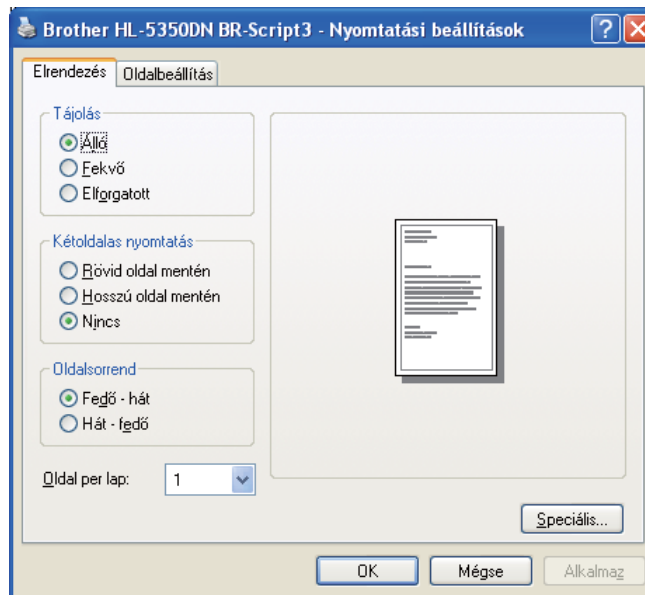 Brother HL-5350DN BR-Script3 - Nyomtatási beállítások
Elrendezés Oldalbeállítás
Tájolás
Álló
Fekvő
Elforgatott
Kétoldalas nyomtatás
Rövid oldal mentén
Hosszú oldal mentén
Nincs
Oldalsorrend
Fedő - hát
Hát - fedő
Oldal per lap: 1
Speciális...
OK Mégse Alkalmaz